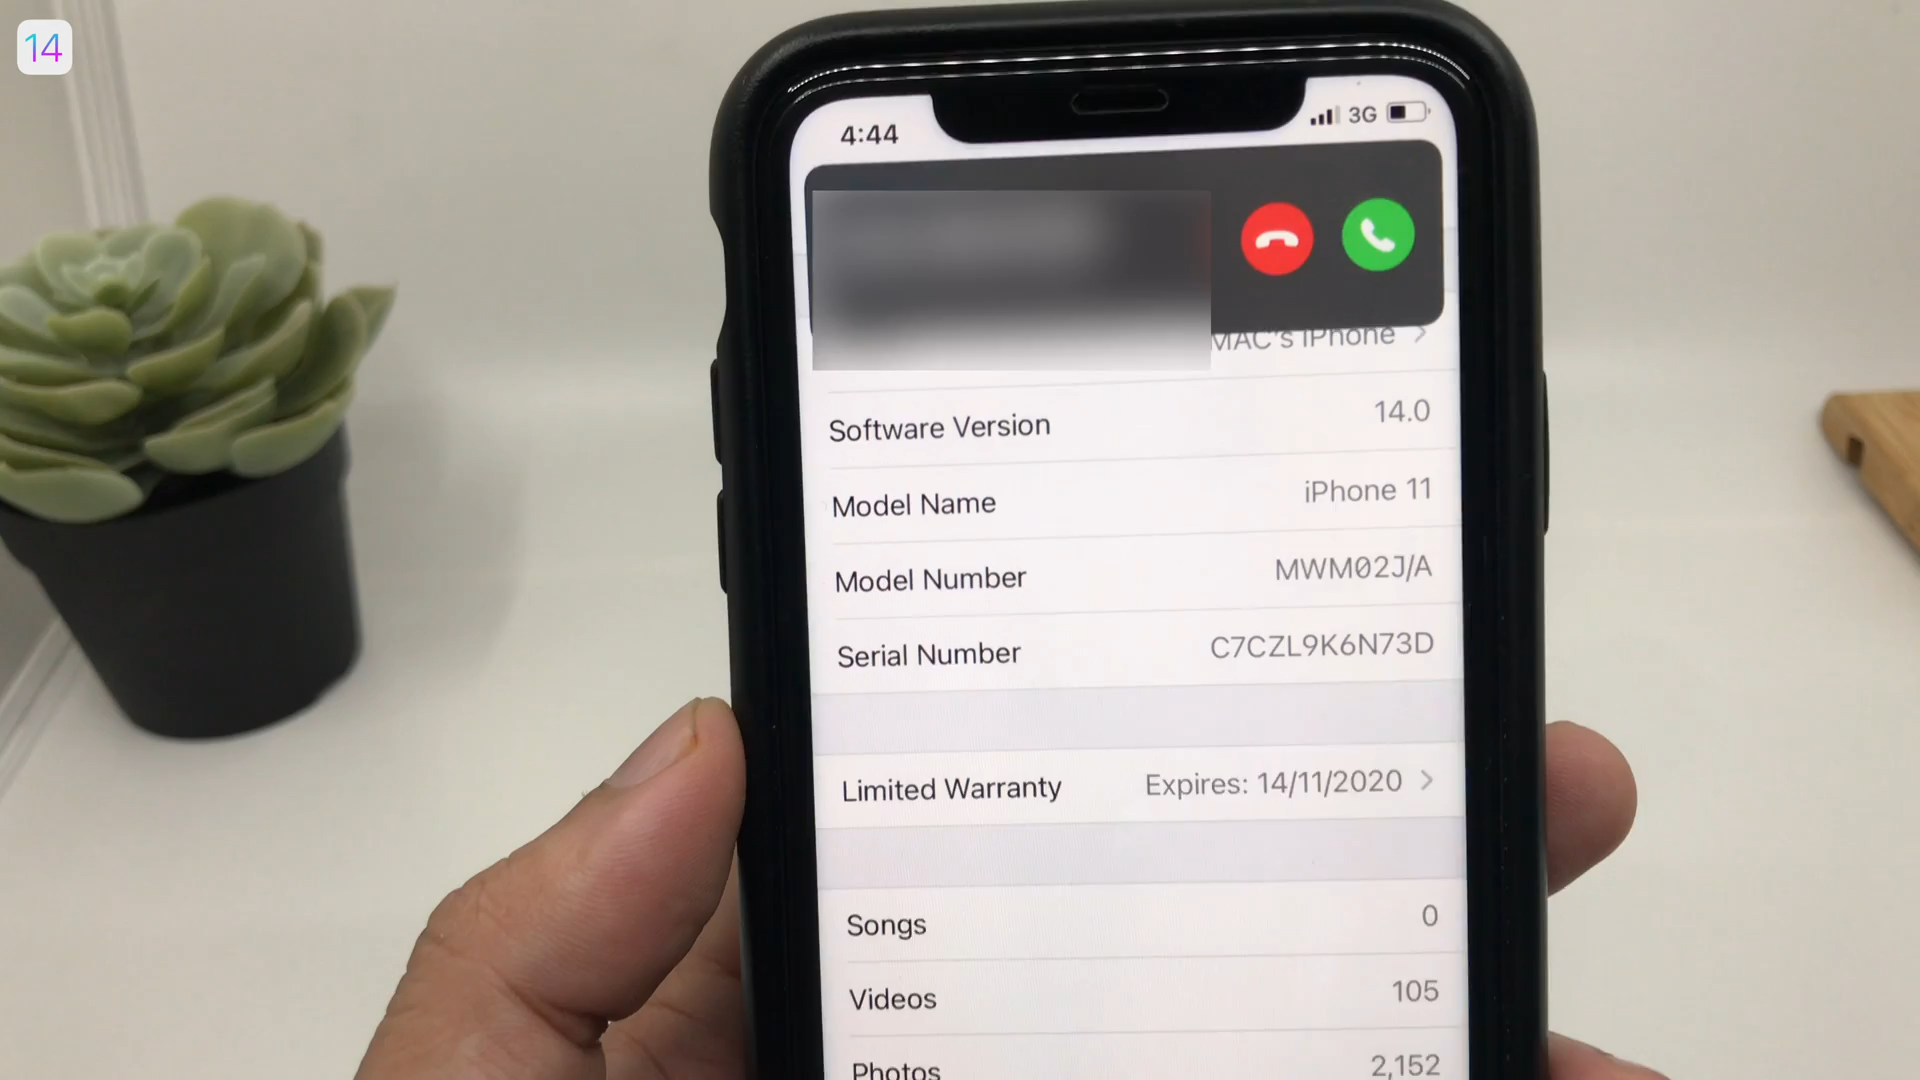 14
4:44
3G
MAC's iPhone
Software Version 14.0
Model Name iPhone 11
Model Number MWM02J/A
Serial Number C7CZL9K6N73D
Limited Warranty Expires: 14/11/2020
Songs 0
Videos 105
Photos 2,152